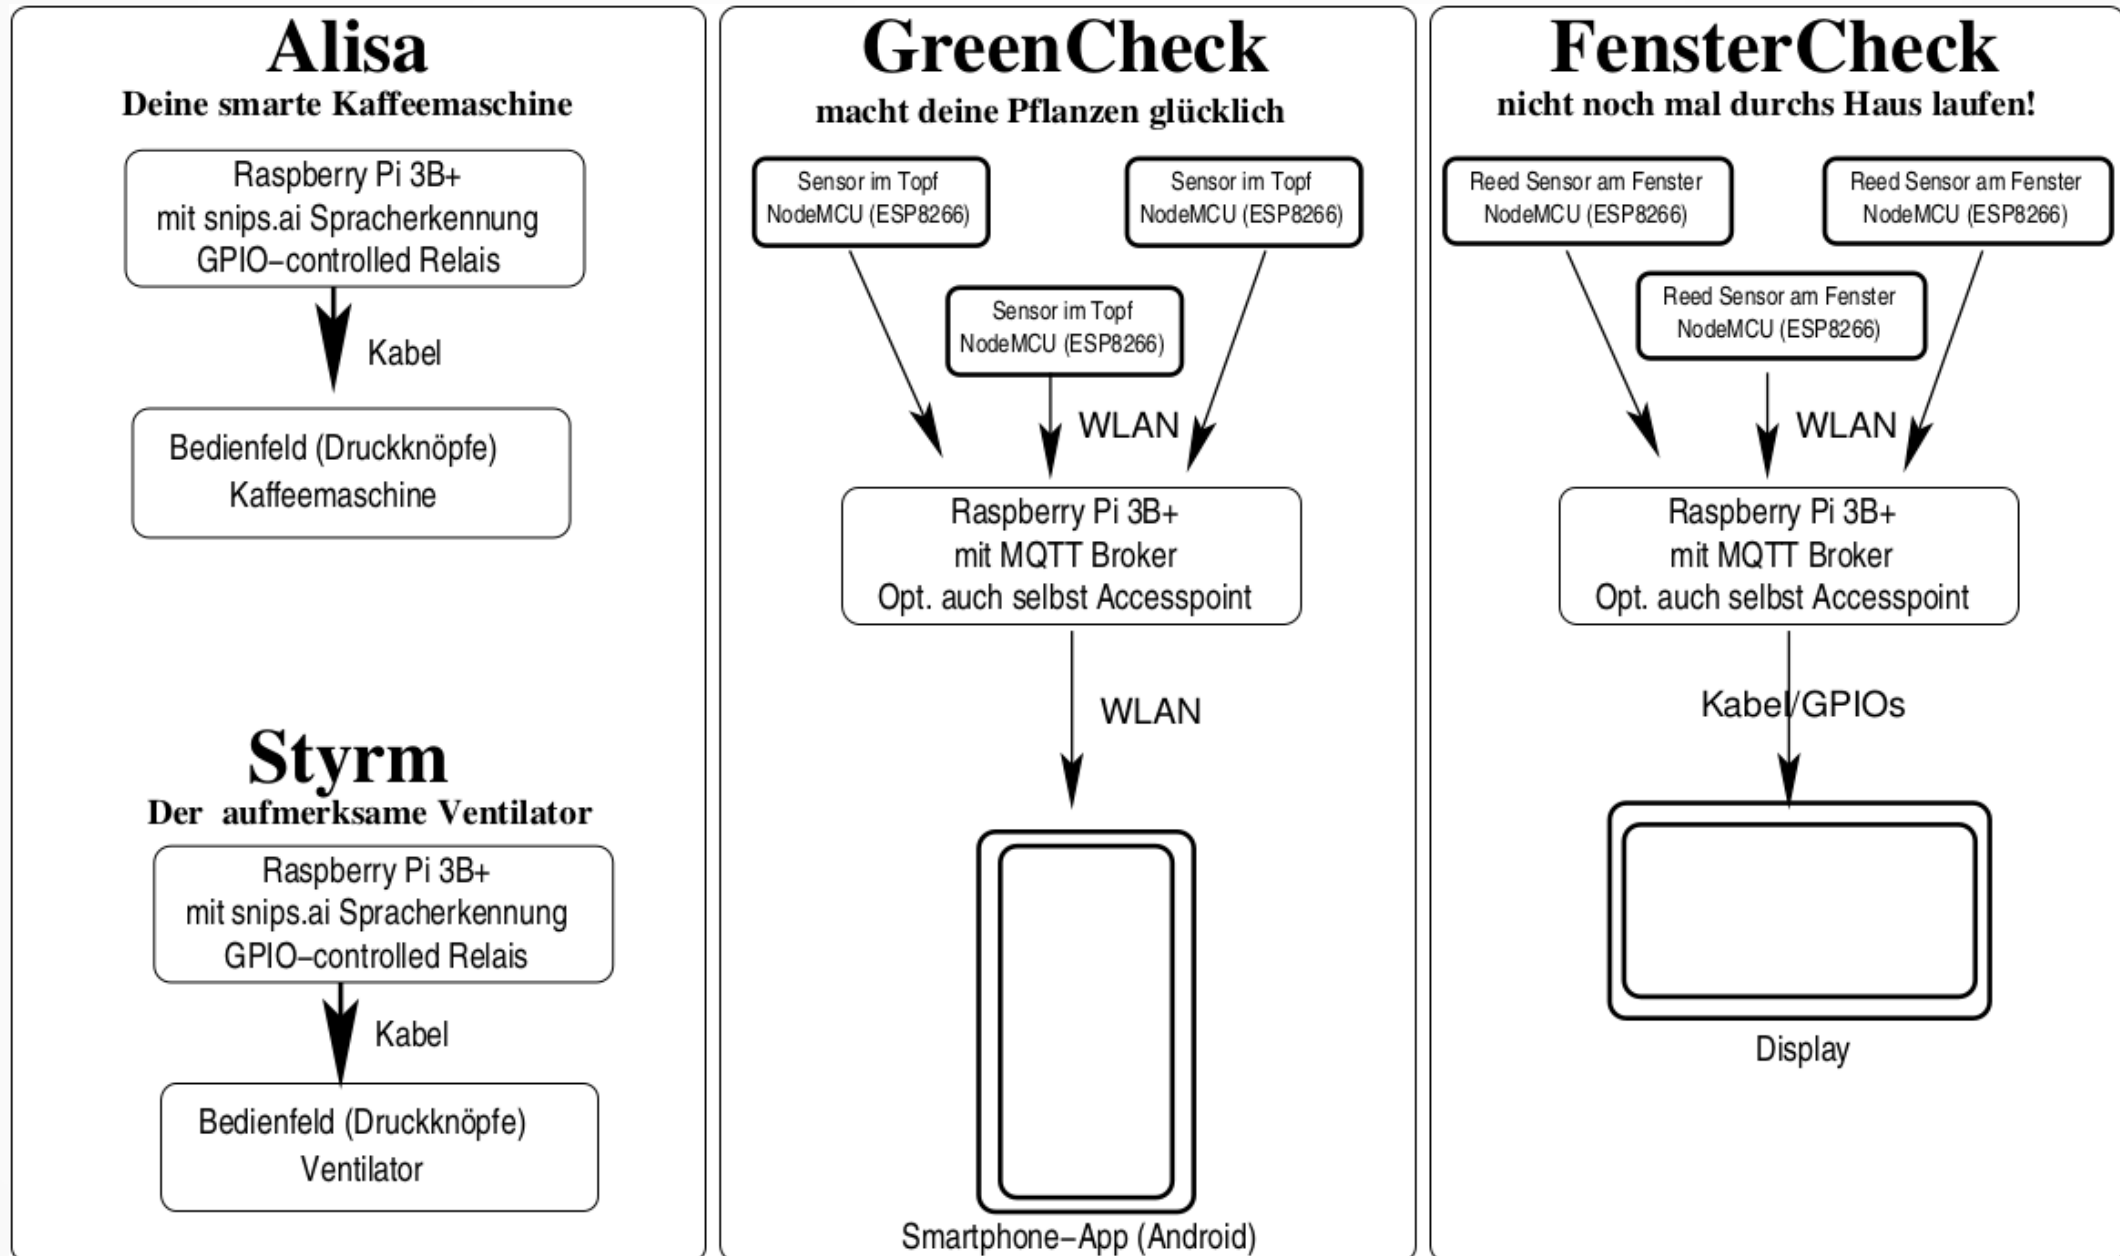 Alisa
Deine smarte Kaffeemaschine
Raspberry Pi 3B+
mit snips.ai Spracherkennung
GPIO−controlled Relais
Kabel
Bedienfeld (Druckknöpfe)
Kaffeemaschine
Styrm
Der aufmerksame Ventilator
Raspberry Pi 3B+
mit snips.ai Spracherkennung
GPIO−controlled Relais
Kabel
Bedienfeld (Druckknöpfe)
Ventilator
GreenCheck
macht deine Pflanzen glücklich
Sensor im Topf
NodeMCU (ESP8266)
Sensor im Topf
NodeMCU (ESP8266)
Sensor im Topf
NodeMCU (ESP8266)
WLAN
Raspberry Pi 3B+
mit MQTT Broker
Opt. auch selbst Accesspoint
WLAN
Smartphone−App (Android)
FensterCheck
nicht noch mal durchs Haus laufen!
Reed Sensor am Fenster
NodeMCU (ESP8266)
Reed Sensor am Fenster
NodeMCU (ESP8266)
Reed Sensor am Fenster
NodeMCU (ESP8266)
WLAN
Raspberry Pi 3B+
mit MQTT Broker
Opt. auch selbst Accesspoint
Kabel/GPIOs
Display